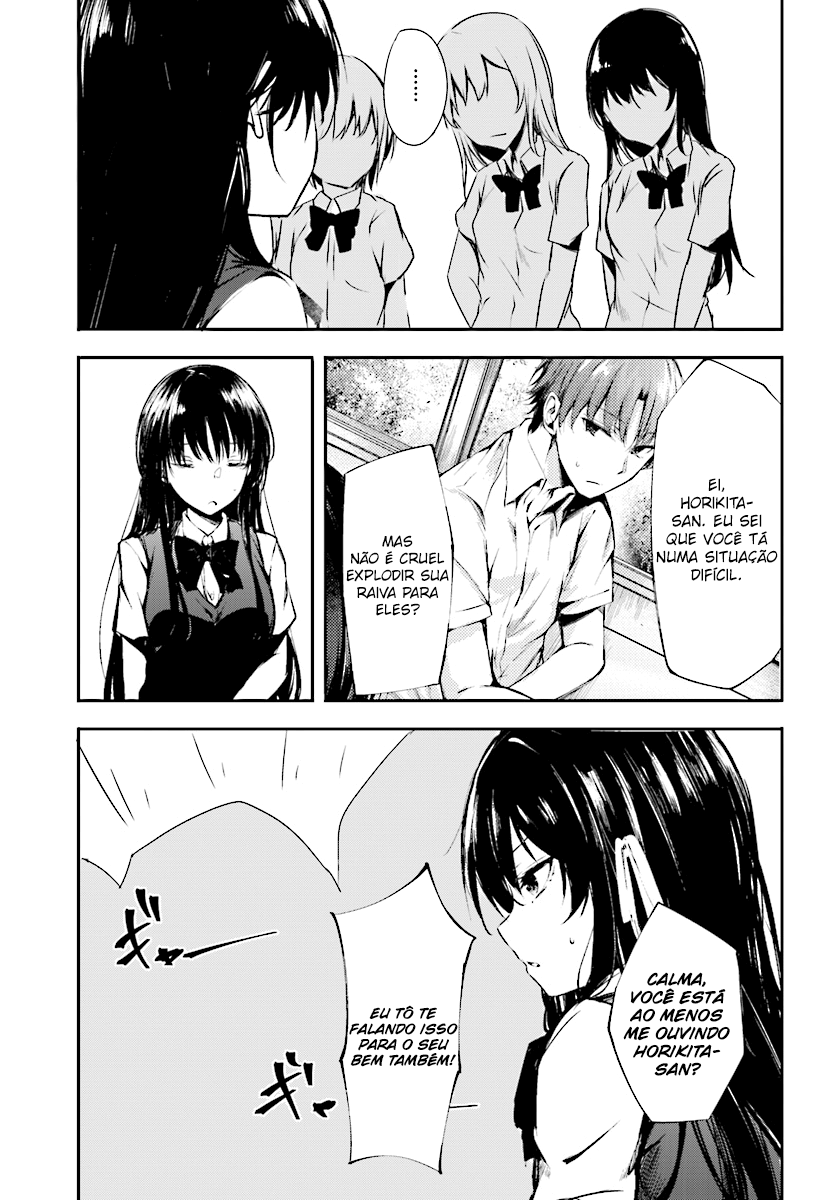 ......
EI,
HORIKITA-
SAN. EU SEI
QUE VOCÊ TÁ
NUMA SITUAÇÃO
DIFÍCIL.
MAS
NÃO É CRUEL
EXPLODIR SUA
RAIVA PARA
ELES?
CALMA,
VOCÊ ESTÁ
AO MENOS
ME OUVINDO
HORIKITA-
SAN?
EU TÔ TE
FALANDO ISSO
PARA O SEU
BEM TAMBÉM!
ギャー
ギャー